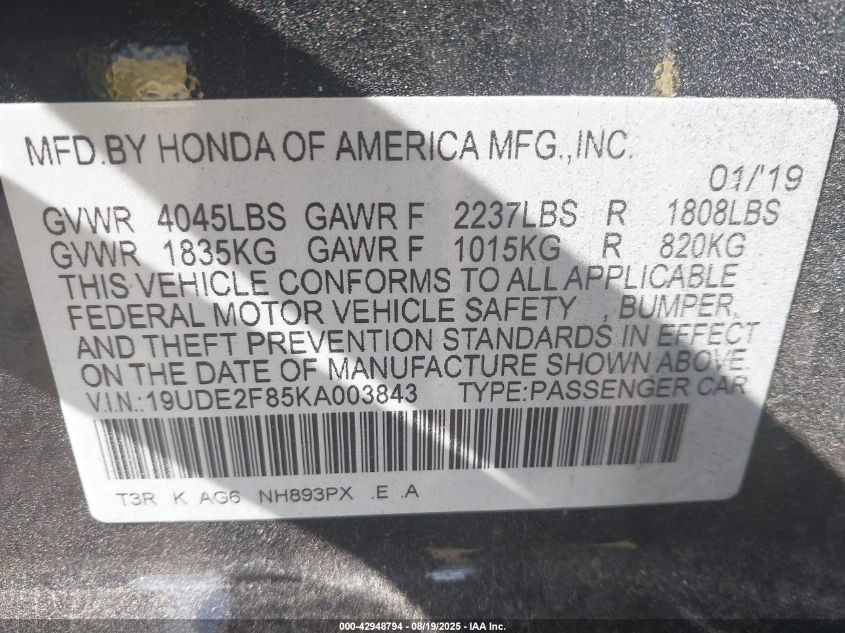 MFD.BY HONDA OF AMERICA MFG.,INC.
01/'19
GVWR 4045LBS GAWR F 2237LBS R 1808LBS
GVWR 1835KG GAWR F 1015KG R 820KG
THIS VEHICLE CONFORMS TO ALL APPLICABLE
FEDERAL MOTOR VEHICLE SAFETY , BUMPER,
AND THEFT PREVENTION STANDARDS IN EFFECT
ON THE DATE OF MANUFACTURE SHOWN ABOVE.
V.I.N.:19UDE2F85KA003843 TYPE:PASSENGER CAR
T3R K AG6 NH893PX .E .A
000-42948794 - 08/19/2025 - IAA Inc.